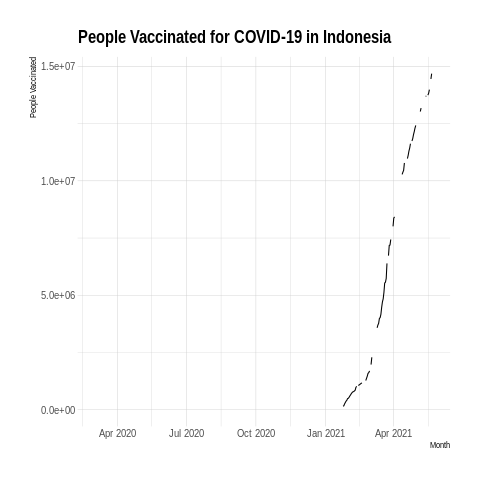 People Vaccinated for COVID-19 in Indonesia
People Vaccinated
1.5e+07
1.0e+07
5.0e+06
0.0e+00
Apr 2020 Jul 2020 Oct 2020 Jan 2021 Apr 2021
Month